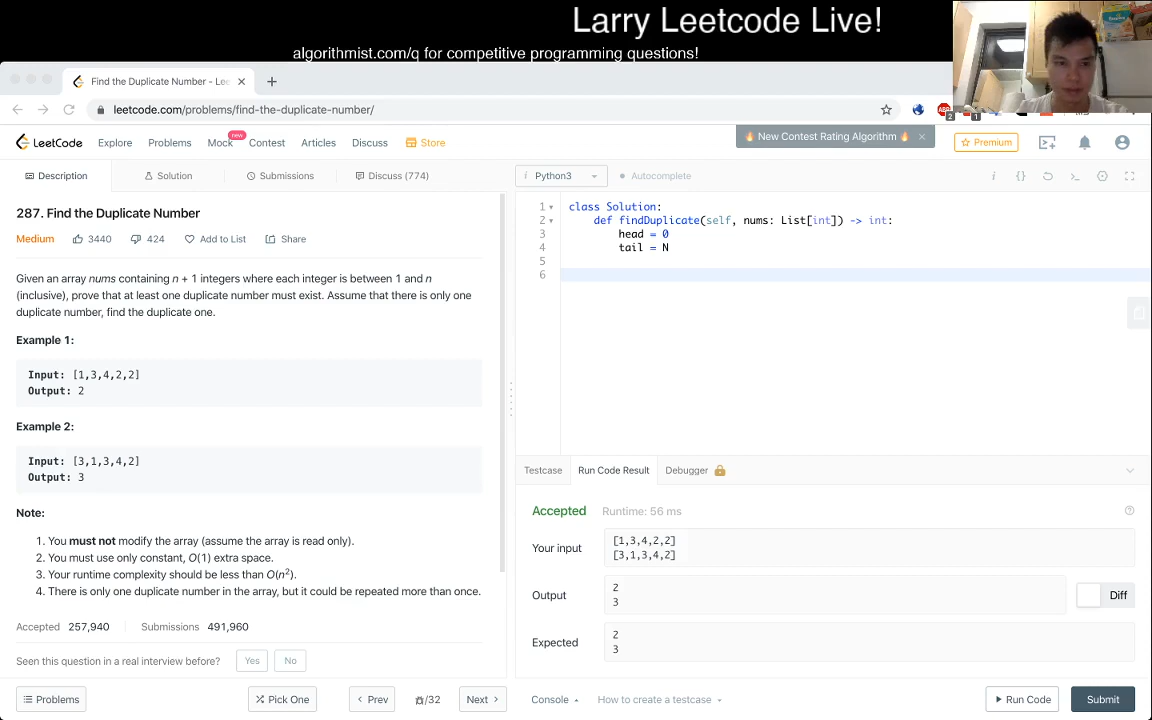 Larry Leetcode Live!
algorithmist.com/q for competitive programming questions!
Find the Duplicate Number - Lee
leetcode.com/problems/find-the-duplicate-number/
LeetCode Explore Problems Mock new Contest Articles Discuss Store
New Contest Rating Algorithm
Premium
Description Solution Submissions Discuss (774)
Python3 Autocomplete
287. Find the Duplicate Number
Medium 3440 424 Add to List Share
Given an array nums containing n + 1 integers where each integer is between 1 and n
(inclusive), prove that at least one duplicate number must exist. Assume that there is only one
duplicate number, find the duplicate one.
Example 1:
Input: [1,3,4,2,2]
Output: 2
Example 2:
Input: [3,1,3,4,2]
Output: 3
Note:
1. You must not modify the array (assume the array is read only).
2. You must use only constant, O(1) extra space.
3. Your runtime complexity should be less than O(n²).
4. There is only one duplicate number in the array, but it could be repeated more than once.
Accepted 257,940 Submissions 491,960
Seen this question in a real interview before? Yes No
Problems Pick One Prev /32 Next
1 class Solution:
2 def findDuplicate(self, nums: List[int]) -> int:
3 head = 0
4 tail = N
5
6
Testcase Run Code Result Debugger
Accepted Runtime: 56 ms
Your input
[1,3,4,2,2]
[3,1,3,4,2]
Output
2
3
Diff
Expected
2
3
Console How to create a testcase Run Code Submit